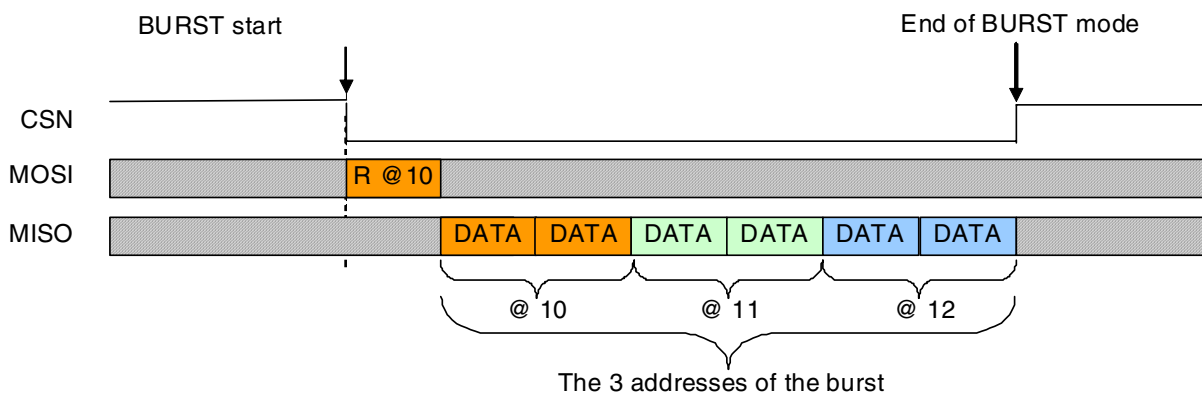 BURST start
End of BURST mode
CSN
MOSI R @10
MISO DATA DATA DATA DATA DATA DATA
@ 10 @ 11 @ 12
The 3 addresses of the burst